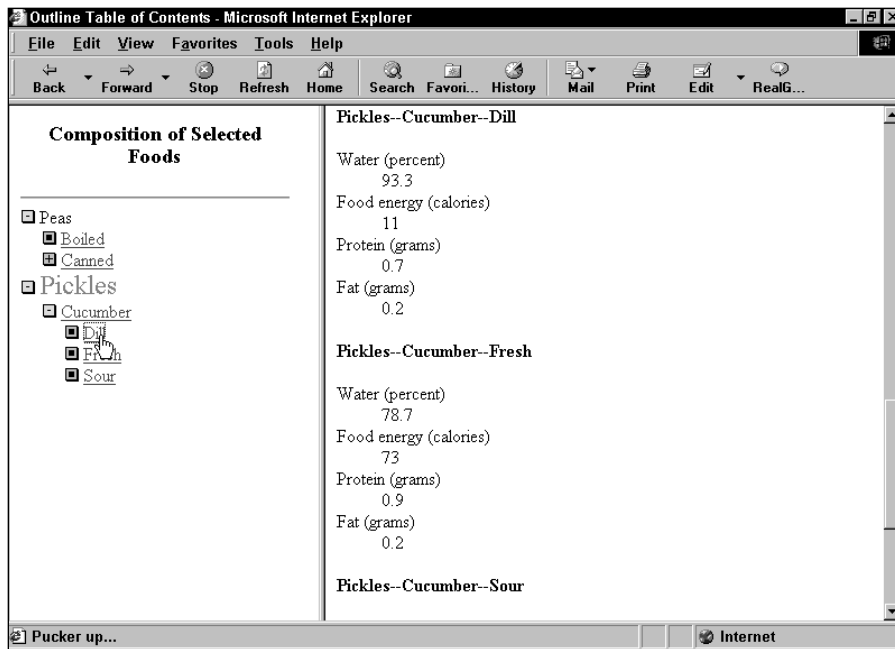 Outline Table of Contents - Microsoft Internet Explorer
File Edit View Favorites Tools Help
Back Forward Stop Refresh Home Search Favori... History Mail Print Edit RealG...
Composition of Selected
Foods
Peas
Boiled
Canned
Pickles
Cucumber
Dill
Fresh
Sour
Pickles--Cucumber--Dill
Water (percent)
93.3
Food energy (calories)
11
Protein (grams)
0.7
Fat (grams)
0.2
Pickles--Cucumber--Fresh
Water (percent)
78.7
Food energy (calories)
73
Protein (grams)
0.9
Fat (grams)
0.2
Pickles--Cucumber--Sour
Pucker up...
Internet